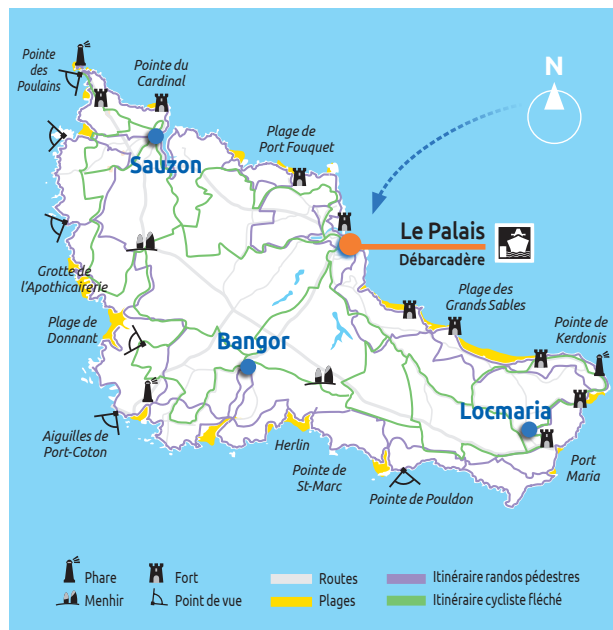 Pointe
des
Poulains
Pointe du
Cardinal
N
Sauzon
Plage de
Port Fouquet
Le Palais
Débarcadère
Grotte de
l'Apothicairerie
Plage des
Grands Sables
Plage de
Donnant
Pointe de
Kerdonis
Bangor
Locmaria
Aiguilles de
Port-Coton
Herlin
Pointe de
St-Marc
Pointe de Pouldon
Port
Maria
Phare
Fort
Routes
Itinéraire randos pédestres
Menhir
Point de vue
Plages
Itinéraire cycliste fléché